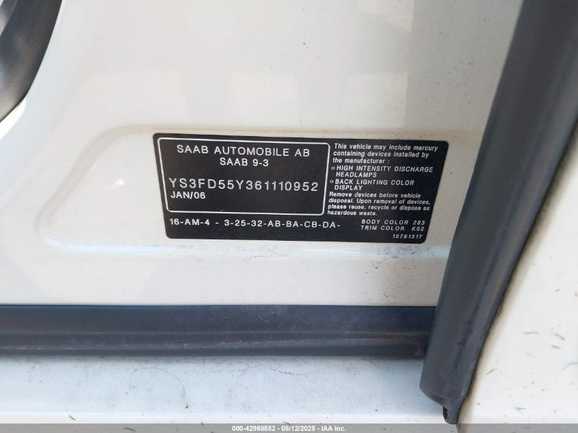 SAAB AUTOMOBILE AB
SAAB 9-3
YS3FD55Y361110952
JAN/06
16-AM-4 - 3-25-32-AB-BA-CB-DA-
This vehicle may include mercury
containing devices installed by
the manufacturer:
HIGH INTENSITY DISCHARGE
HEADLAMPS
BACK LIGHTING COLOR
DISPLAY
Remove devices before vehicle
disposal. Upon removal of devices,
please reuse, recycle or dispose as
hazardous waste.
BODY COLOR 283
TRIM COLOR K02
12781317
000-42989852 - 09/12/2025 - IAA Inc.